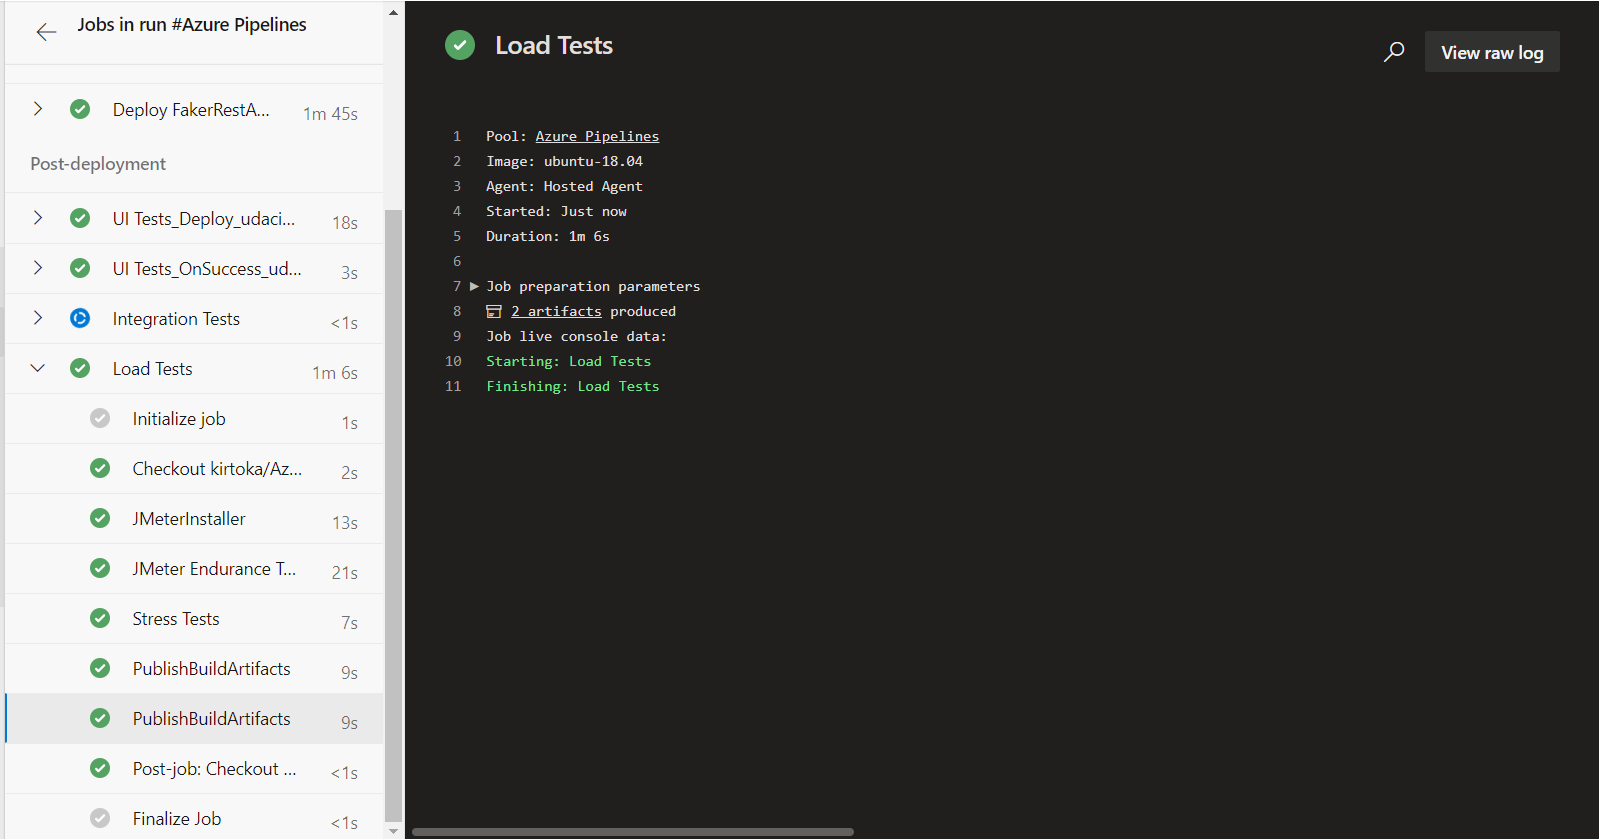 Jobs in run #Azure Pipelines
Deploy FakerRestA... 1m 45s
Post-deployment
UI Tests_Deploy_udaci... 18s
UI Tests_OnSuccess_ud... 3s
Integration Tests <1s
Load Tests 1m 6s
Initialize job 1s
Checkout kirtoka/Az... 2s
JMeterInstaller 13s
JMeter Endurance T... 21s
Stress Tests 7s
PublishBuildArtifacts 9s
PublishBuildArtifacts 9s
Post-job: Checkout ... <1s
Finalize Job <1s
Load Tests
View raw log
1 Pool: Azure Pipelines
2 Image: ubuntu-18.04
3 Agent: Hosted Agent
4 Started: Just now
5 Duration: 1m 6s
6
7 Job preparation parameters
8 2 artifacts produced
9 Job live console data:
10 Starting: Load Tests
11 Finishing: Load Tests